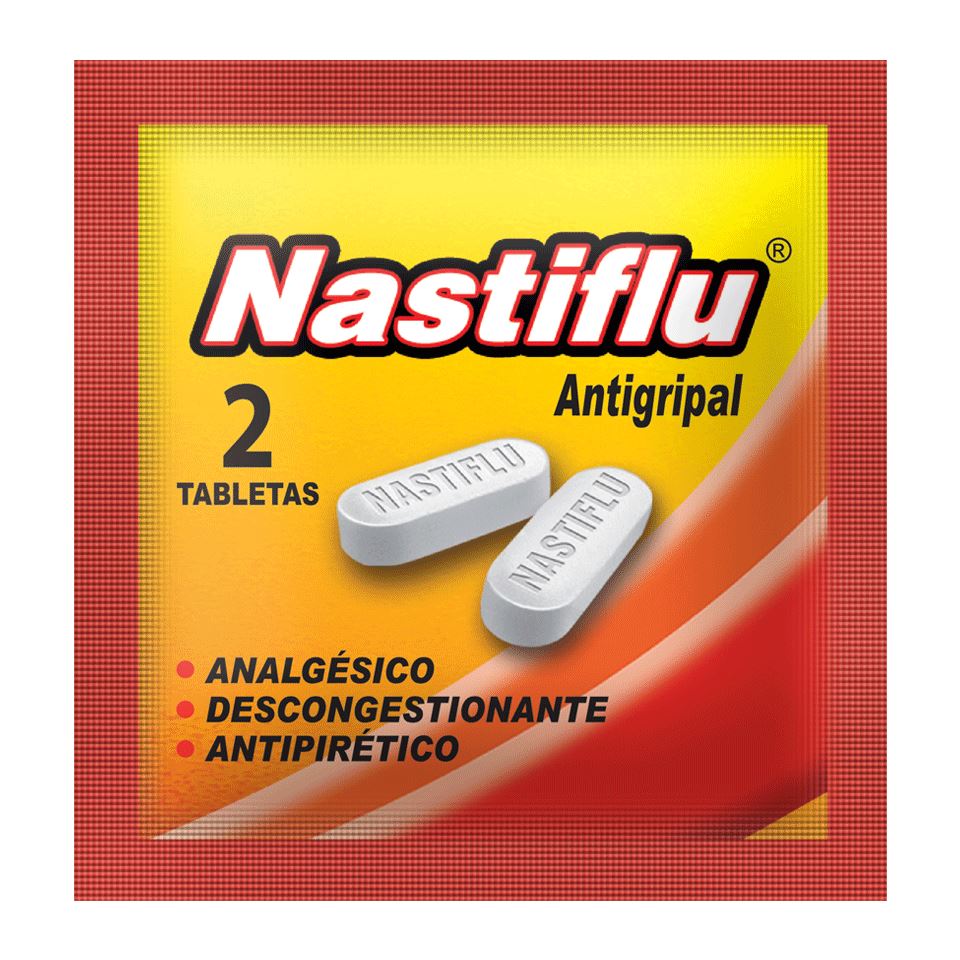 Nastiflu®
Antigripal
2
TABLETAS
NASTIFLU
NASTIFLU
• ANALGÉSICO
• DESCONGESTIONANTE
• ANTIPIRÉTICO